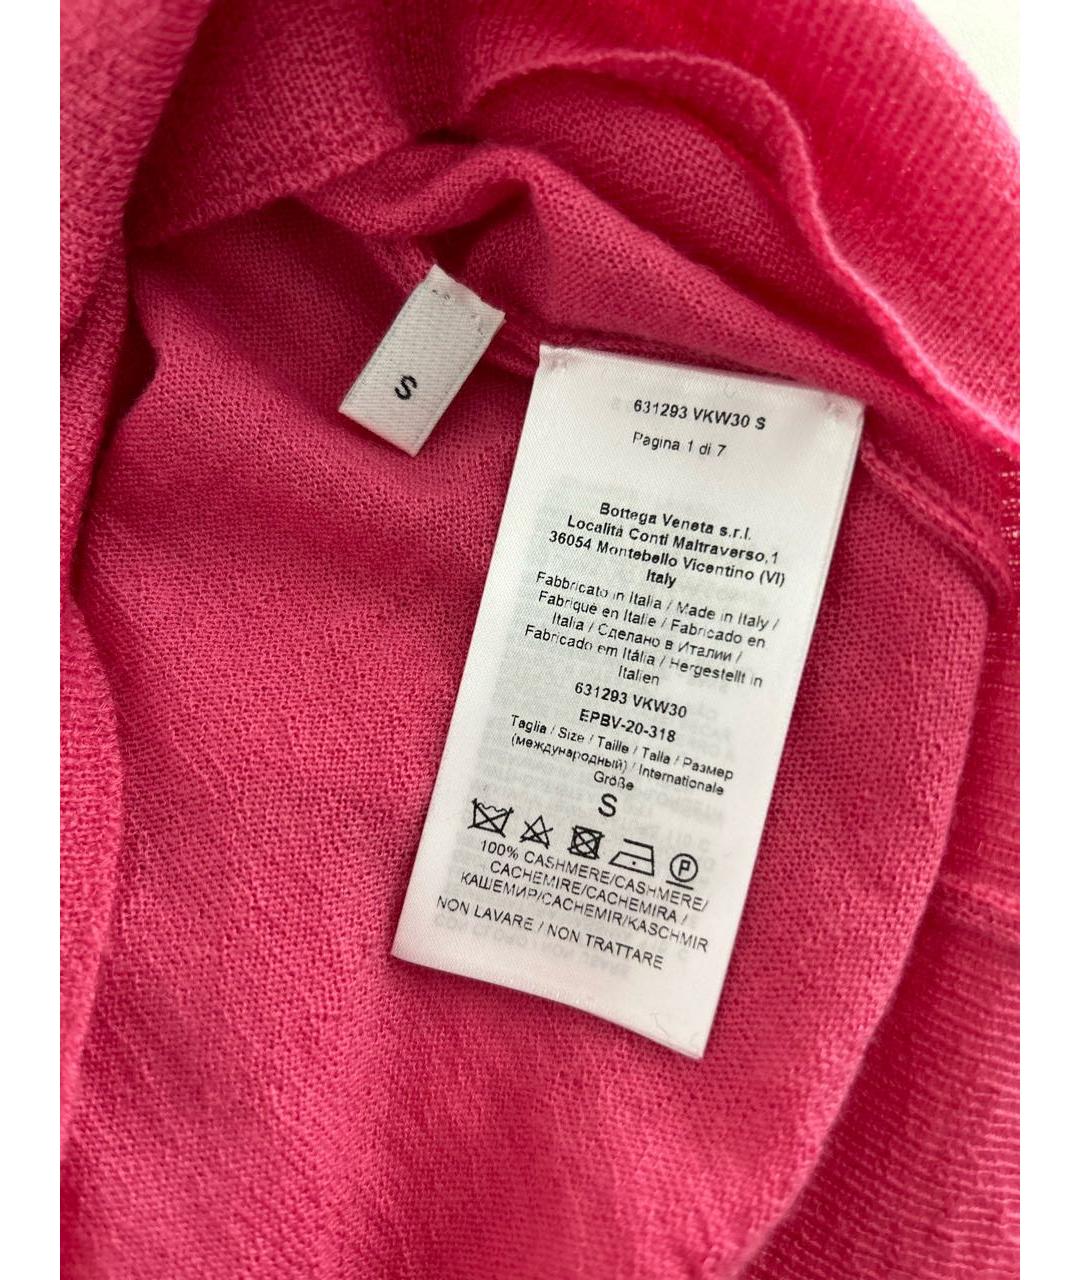 S
631293 VKW30 S
Pagina 1 di 7
Bottega Veneta s.r.l.
Località Conti Maltraverso,1
36054 Montebello Vicentino (VI)
Italy
Fabbricato in Italia / Made in Italy /
Fabriqué en Italie / Fabricado en
Italia / Сделано в Италии /
Fabricado em Itália / Hergestellt in
Italien
631293 VKW30
EPBV-20-318
Taglia / Size / Taille / Talla / Размер
(международный) / Internationale
Größe
S
P
100% CASHMERE/CASHMERE/
CACHEMIRE/CACHEMIRA /
КАШЕМИР/CACHEMIR/KASCHMIR
NON LAVARE / NON TRATTARE